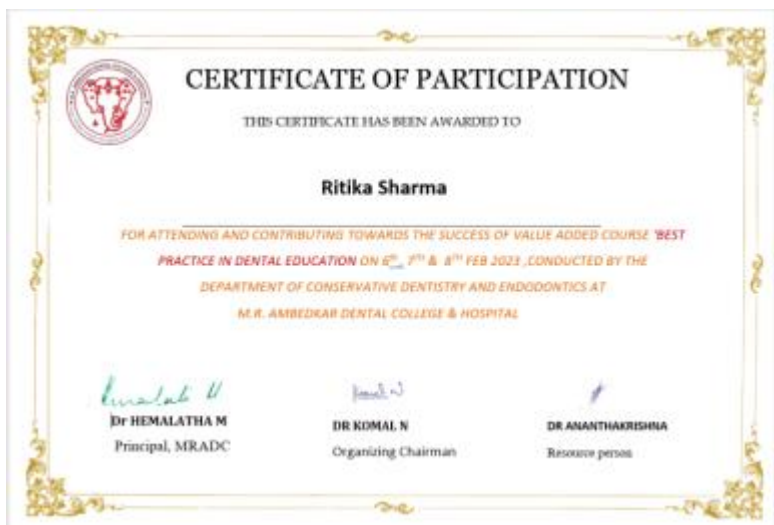 CERTIFICATE OF PARTICIPATION
THIS CERTIFICATE HAS BEEN AWARDED TO
Ritika Sharma
FOR ATTENDING AND CONTRIBUTING TOWARDS THE SUCCESS OF VALUE ADDED COURSE 'BEST
PRACTICE IN DENTAL EDUCATION ON 6th, 7TH & 8TH FEB 2023 ,CONDUCTED BY THE
DEPARTMENT OF CONSERVATIVE DENTISTRY AND ENDODONTICS AT
M.R. AMBEDKAR DENTAL COLLEGE & HOSPITAL
Dr HEMALATHA M
Principal, MRADC
DR KOMAL N
Organizing Chairman
DR ANANTHAKRISHNA
Resource person